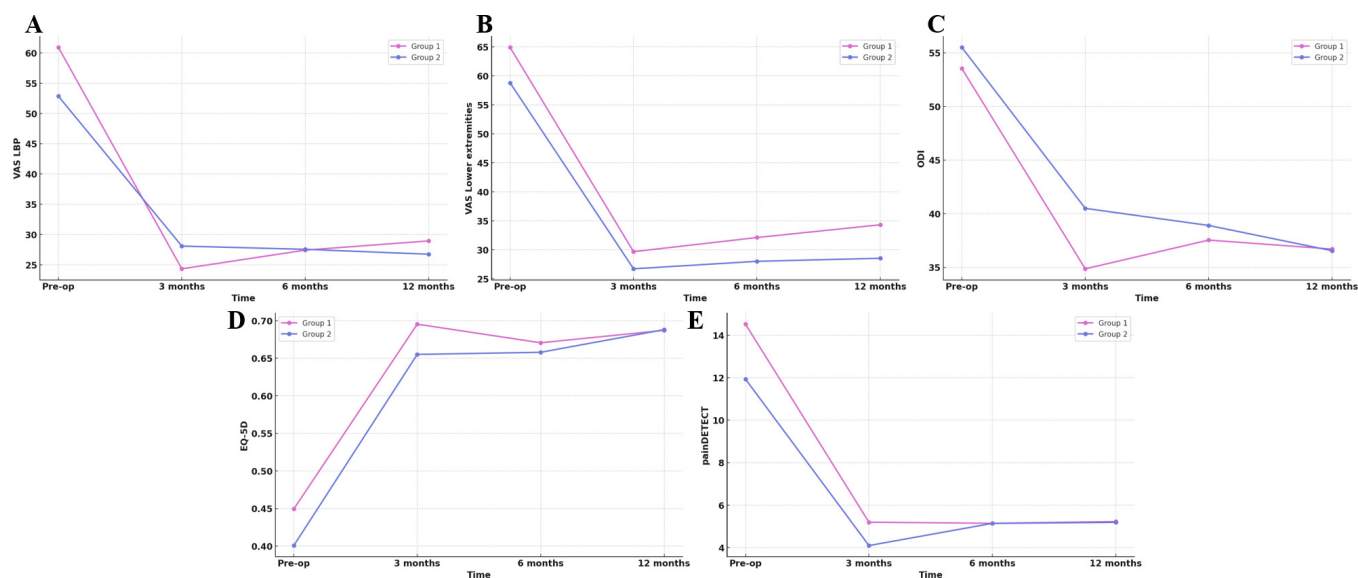 A
VAS LBP
60
55
50
45
40
35
30
25
Group 1
Group 2
Pre-op
3 months
6 months
12 months
Time
B
VAS Lower extremities
65
60
55
50
45
40
35
30
25
Group 1
Group 2
Pre-op
3 months
6 months
12 months
Time
C
ODI
55
50
45
40
35
Group 1
Group 2
Pre-op
3 months
6 months
12 months
Time
D
EQ-5D
0.70
0.65
0.60
0.55
0.50
0.45
0.40
Group 1
Group 2
Pre-op
3 months
6 months
12 months
Time
E
painDETECT
14
12
10
8
6
4
Group 1
Group 2
Pre-op
3 months
6 months
12 months
Time